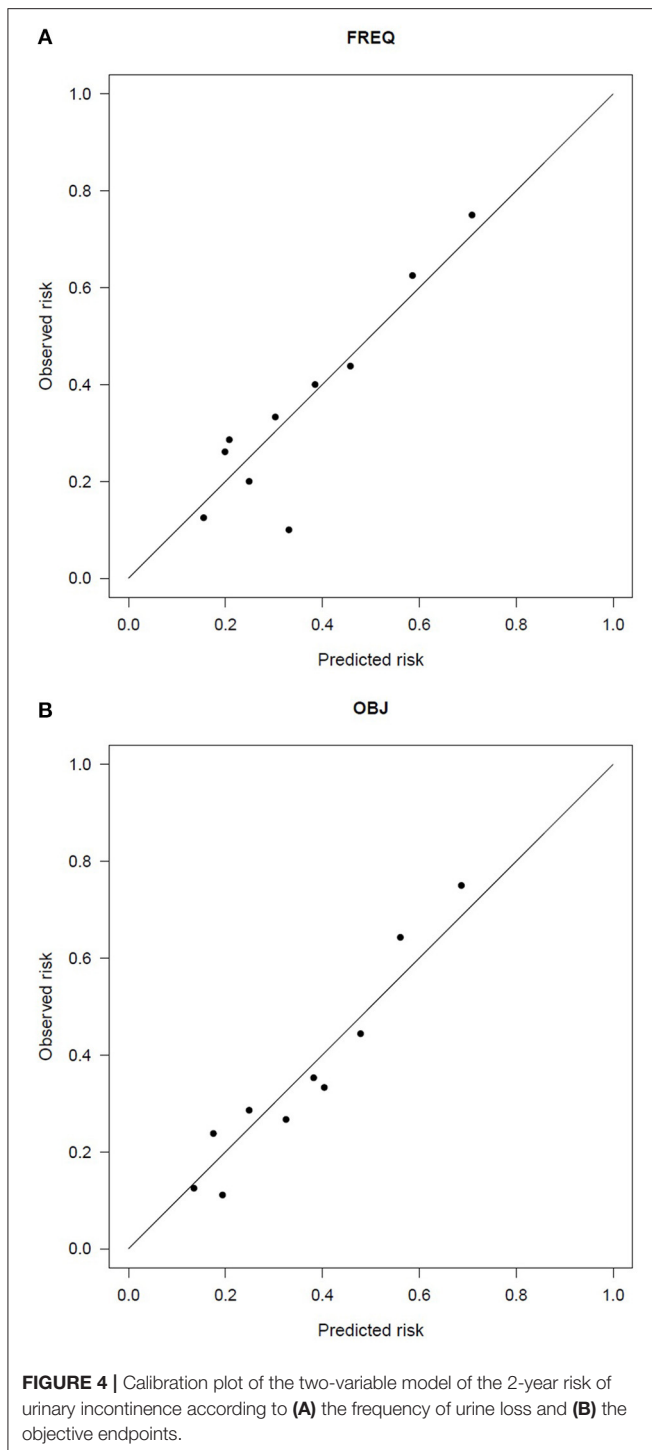 A
FREQ
1.0
0.8
0.6
0.4
0.2
0.0
Observed risk
0.0 0.2 0.4 0.6 0.8 1.0
Predicted risk
B
OBJ
1.0
0.8
0.6
0.4
0.2
0.0
Observed risk
0.0 0.2 0.4 0.6 0.8 1.0
Predicted risk
FIGURE 4 | Calibration plot of the two-variable model of the 2-year risk of
urinary incontinence according to (A) the frequency of urine loss and (B) the
objective endpoints.